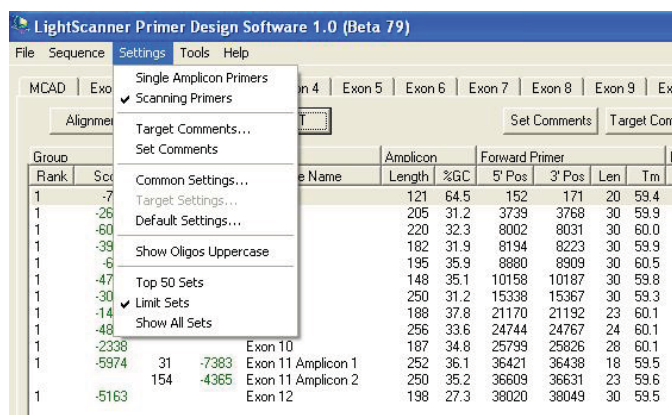 LightScanner Primer Design Software 1.0 (Beta 79)
File Sequence Settings Tools Help
MCAD Exo n 4 Exon 5 Exon 6 Exon 7 Exon 8 Exon 9 Ex
Single Amplicon Primers
✓ Scanning Primers
Alignmen T Set Comments Target Com
Target Comments...
Set Comments
Group Amplicon Forward Primer
Rank Sco e Name Length %GC 5' Pos 3' Pos Len Tm
Common Settings...
Target Settings...
Default Settings...
Show Oligos Uppercase
Top 50 Sets
✓ Limit Sets
Show All Sets
1 -7 121 64.5 152 171 20 59.4
1 -26 205 31.2 3739 3768 30 59.9
1 -60 220 32.3 8002 8031 30 60.0
1 -39 182 31.9 8194 8223 30 59.9
1 -6 195 35.9 8880 8909 30 60.5
1 -47 148 35.1 10158 10187 30 59.8
1 -30 250 31.2 15338 15367 30 59.3
1 -14 188 37.8 21170 21192 23 60.1
1 -48 256 33.6 24744 24767 24 60.1
1 -2338 Exon 10 187 34.8 25799 25826 28 60.1
1 -5974 31 -7383 Exon 11 Amplicon 1 252 36.1 36421 36438 18 59.5
154 -4365 Exon 11 Amplicon 2 250 35.2 36609 36631 23 59.6
1 -5163 Exon 12 198 27.3 38020 38049 30 59.5